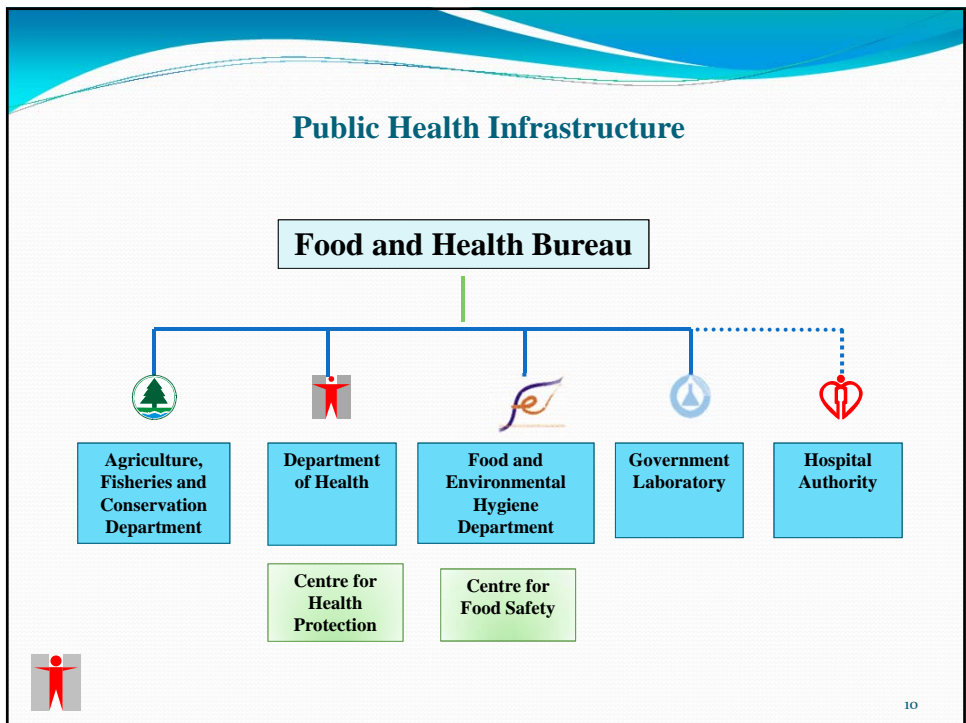 Public Health Infrastructure
Food and Health Bureau
Agriculture,
Fisheries and
Conservation
Department
Department
of Health
Food and
Environmental
Hygiene
Department
Government
Laboratory
Hospital
Authority
Centre for
Health
Protection
Centre for
Food Safety
10